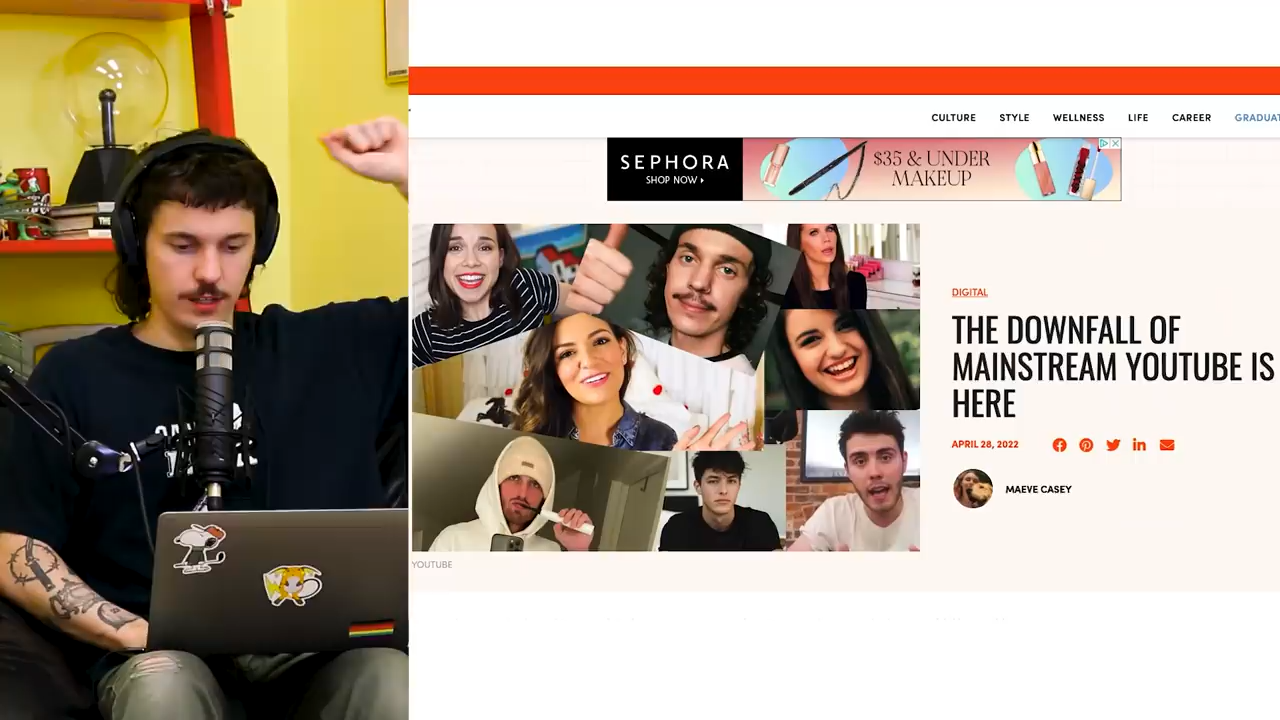 CULTURE STYLE WELLNESS LIFE CAREER GRADUAT
SEPHORA
SHOP NOW
$35 & UNDER
MAKEUP
DIGITAL
THE DOWNFALL OF
MAINSTREAM YOUTUBE IS
HERE
APRIL 28, 2022
MAEVE CASEY
YOUTUBE